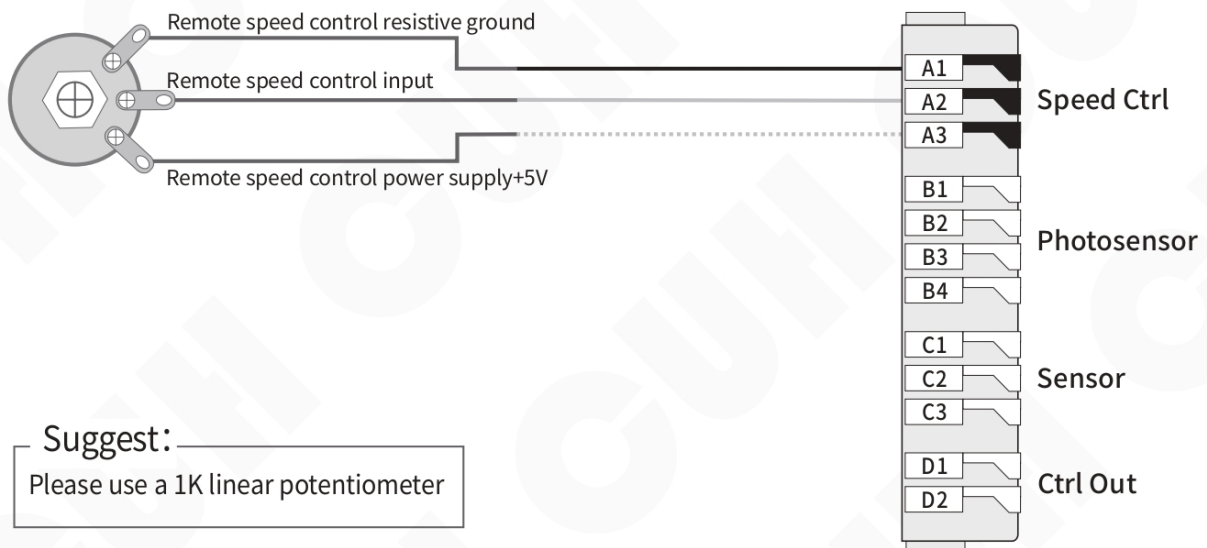 Remote speed control resistive ground
Remote speed control input
Remote speed control power supply+5V
A1
A2
A3
Speed Ctrl
B1
B2
B3
B4
Photosensor
C1
C2
C3
Sensor
D1
D2
Ctrl Out
Suggest:
Please use a 1K linear potentiometer